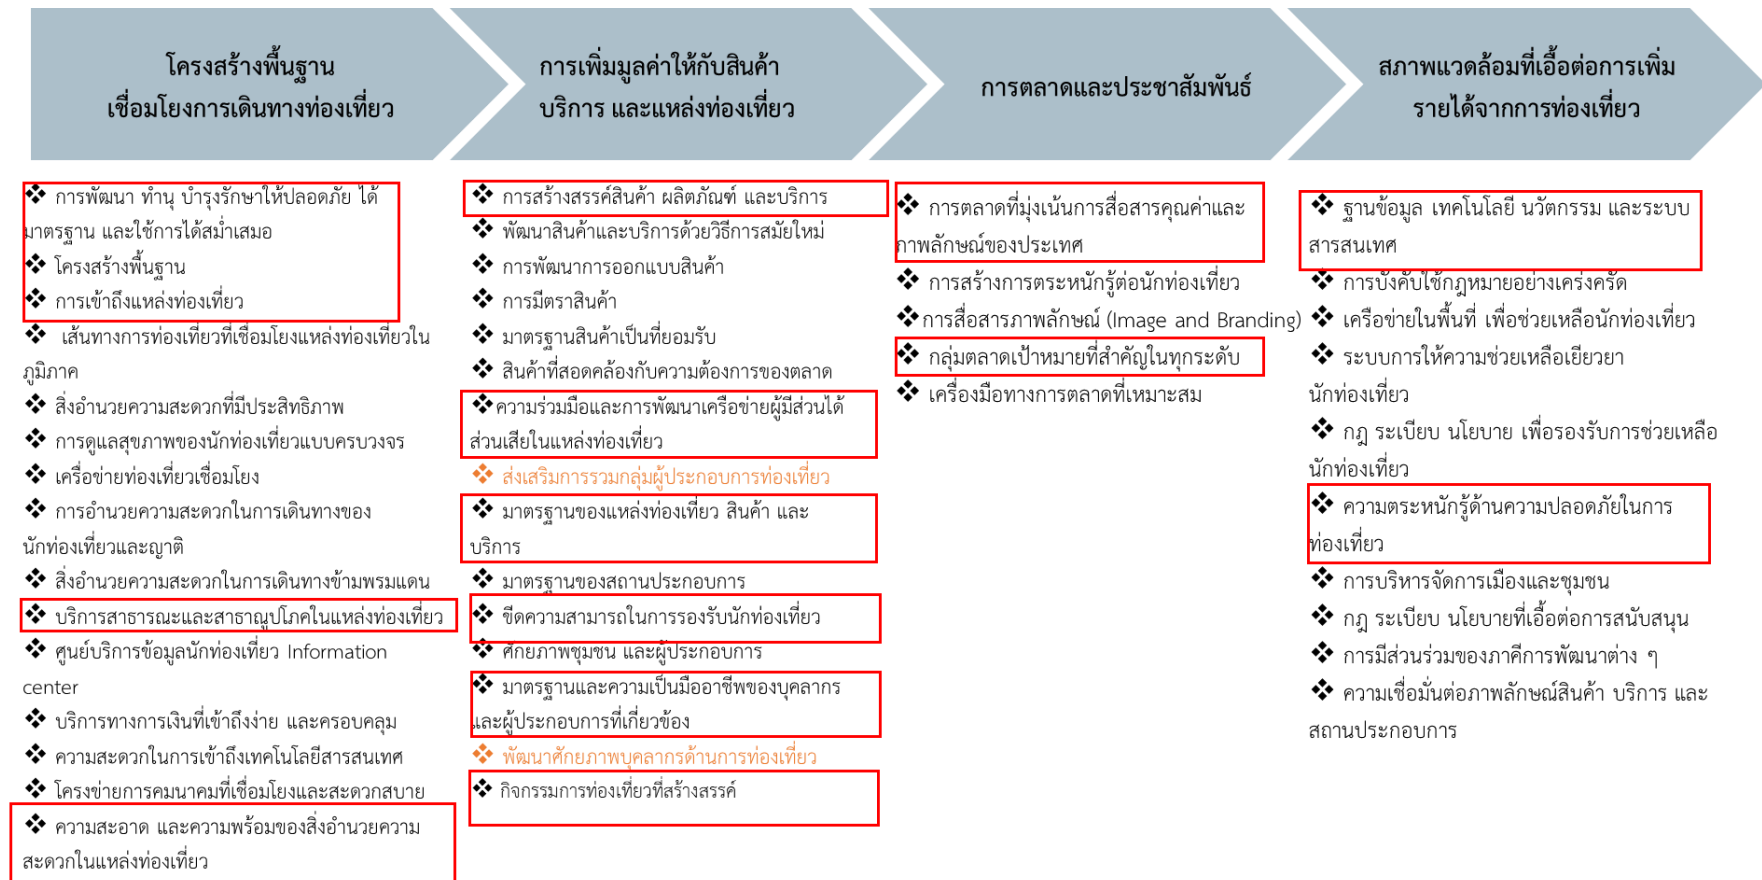 โครงสร้างพื้นฐาน
เชื่อมโยงการเดินทางท่องเที่ยว
❖ การพัฒนา ทำนุ บำรุงรักษาให้ปลอดภัย ได้
มาตรฐาน และใช้การได้สม่ำเสมอ
❖ โครงสร้างพื้นฐาน
❖ การเข้าถึงแหล่งท่องเที่ยว
❖ เส้นทางการท่องเที่ยวที่เชื่อมโยงแหล่งท่องเที่ยวใน
ภูมิภาค
❖ สิ่งอำนวยความสะดวกที่มีประสิทธิภาพ
❖ การดูแลสุขภาพของนักท่องเที่ยวแบบครบวงจร
❖ เครือข่ายท่องเที่ยวเชื่อมโยง
❖ การอำนวยความสะดวกในการเดินทางของ
นักท่องเที่ยวและญาติ
❖ สิ่งอำนวยความสะดวกในการเดินทางข้ามพรมแดน
❖ บริการสาธารณะและสาธาณูปโภคในแหล่งท่องเที่ยว
❖ ศูนย์บริการข้อมูลนักท่องเที่ยว Information
center
❖ บริการทางการเงินที่เข้าถึงง่าย และครอบคลุม
❖ ความสะดวกในการเข้าถึงเทคโนโลยีสารสนเทศ
❖ โครงข่ายการคมนาคมที่เชื่อมโยงและสะดวกสบาย
❖ ความสะอาด และความพร้อมของสิ่งอำนวยความ
สะดวกในแหล่งท่องเที่ยว
การเพิ่มมูลค่าให้กับสินค้า
บริการ และแหล่งท่องเที่ยว
❖ การสร้างสรรค์สินค้า ผลิตภัณฑ์ และบริการ
❖ พัฒนาสินค้าและบริการด้วยวิธีการสมัยใหม่
❖ การพัฒนาการออกแบบสินค้า
❖ การมีตราสินค้า
❖ มาตรฐานสินค้าเป็นที่ยอมรับ
❖ สินค้าที่สอดคล้องกับความต้องการของตลาด
❖ความร่วมมือและการพัฒนาเครือข่ายผู้มีส่วนได้
ส่วนเสียในแหล่งท่องเที่ยว
❖ ส่งเสริมการรวมกลุ่มผู้ประกอบการท่องเที่ยว
❖ มาตรฐานของแหล่งท่องเที่ยว สินค้า และ
บริการ
❖ มาตรฐานของสถานประกอบการ
❖ ขีดความสามารถในการรองรับนักท่องเที่ยว
❖ ศักยภาพชุมชน และผู้ประกอบการ
❖ มาตรฐานและความเป็นมืออาชีพของบุคลากร
และผู้ประกอบการที่เกี่ยวข้อง
❖ พัฒนาศักยภาพบุคลากรด้านการท่องเที่ยว
❖ กิจกรรมการท่องเที่ยวที่สร้างสรรค์
การตลาดและประชาสัมพันธ์
❖ การตลาดที่มุ่งเน้นการสื่อสารคุณค่าและ
ภาพลักษณ์ของประเทศ
❖ การสร้างการตระหนักรู้ต่อนักท่องเที่ยว
❖การสื่อสารภาพลักษณ์ (Image and Branding)
❖ กลุ่มตลาดเป้าหมายที่สำคัญในทุกระดับ
❖ เครื่องมือทางการตลาดที่เหมาะสม
สภาพแวดล้อมที่เอื้อต่อการเพิ่ม
รายได้จากการท่องเที่ยว
❖ ฐานข้อมูล เทคโนโลยี นวัตกรรม และระบบ
สารสนเทศ
❖ การบังคับใช้กฎหมายอย่างเคร่งครัด
❖ เครือข่ายในพื้นที่ เพื่อช่วยเหลือนักท่องเที่ยว
❖ ระบบการให้ความช่วยเหลือเยียวยา
นักท่องเที่ยว
❖ กฎ ระเบียบ นโยบาย เพื่อรองรับการช่วยเหลือ
นักท่องเที่ยว
❖ ความตระหนักรู้ด้านความปลอดภัยในการ
ท่องเที่ยว
❖ การบริหารจัดการเมืองและชุมชน
❖ กฎ ระเบียบ นโยบายที่เอื้อต่อการสนับสนุน
❖ การมีส่วนร่วมของภาคีการพัฒนาต่าง ๆ
❖ ความเชื่อมั่นต่อภาพลักษณ์สินค้า บริการ และ
สถานประกอบการ